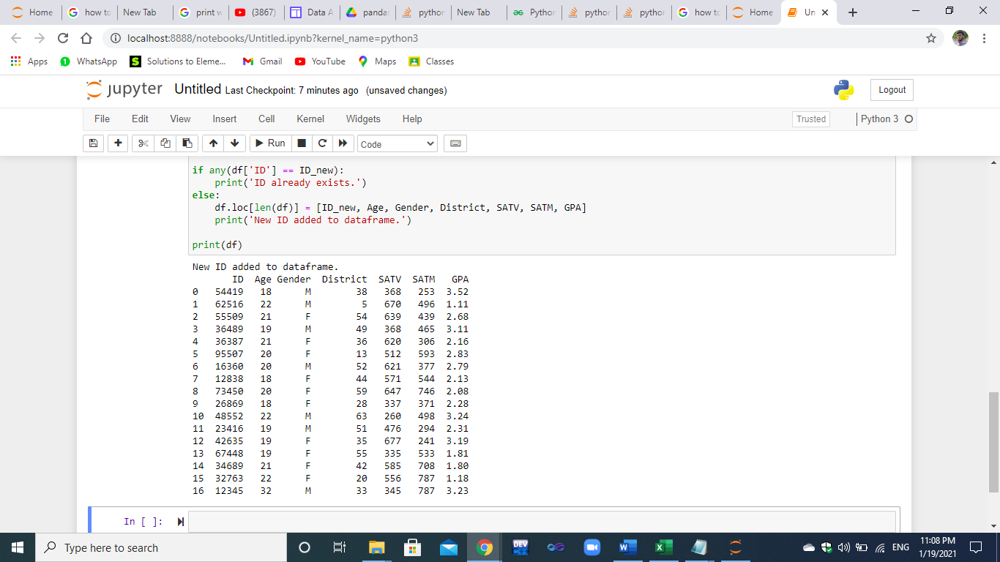 Home
how to
New Tab
print w
(3867)
Data A
panda
python
New Tab
Python
python
python
how to
Home
Un
localhost:8888/notebooks/Untitled.ipynb?kernel_name=python3
Apps WhatsApp Solutions to Eleme... Gmail YouTube Maps Classes
jupyter Untitled Last Checkpoint: 7 minutes ago (unsaved changes) Logout
File Edit View Insert Cell Kernel Widgets Help Trusted Python 3
Run Code
if any(df['ID'] == ID_new):
    print('ID already exists.')
else:
    df.loc[len(df)] = [ID_new, Age, Gender, District, SATV, SATM, GPA]
    print('New ID added to dataframe.')
print(df)
New ID added to dataframe.
       ID  Age Gender  District  SATV  SATM   GPA
0   54419   18      M        38   368   253  3.52
1   62516   22      M         5   670   496  1.11
2   55509   21      F        54   639   439  2.68
3   36489   19      M        49   368   465  3.11
4   36387   21      F        36   620   306  2.16
5   95507   20      F        13   512   593  2.83
6   16360   20      M        52   621   377  2.79
7   12838   18      F        44   571   544  2.13
8   73450   20      F        59   647   746  2.08
9   26869   18      F        28   337   371  2.28
10  48552   22      M        63   260   498  3.24
11  23416   19      M        51   476   294  2.31
12  42635   19      F        35   677   241  3.19
13  67448   19      F        55   335   533  1.81
14  34689   21      F        42   585   708  1.80
15  32763   22      F        20   556   787  1.18
16  12345   32      M        33   345   787  3.23
In [ ]:
Type here to search
DEV
ENG
11:08 PM
1/19/2021